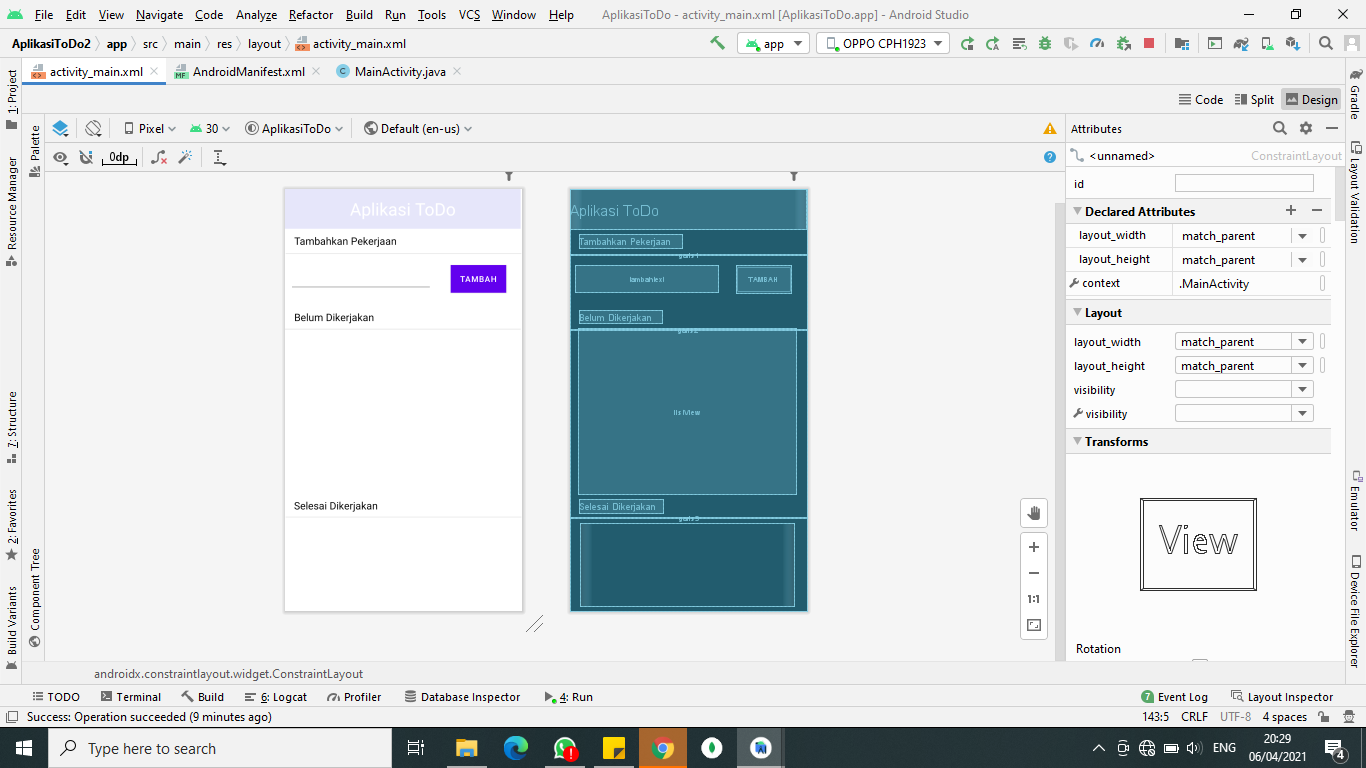 File Edit View Navigate Code Analyze Refactor Build Run Tools VCS Window Help AplikasiToDo - activity_main.xml [AplikasiToDo.app] - Android Studio
AplikasiToDo2 app src main res layout activity_main.xml app OPPO CPH1923
activity_main.xml AndroidManifest.xml MainActivity.java
Code Split Design
Pixel 30 AplikasiToDo Default (en-us)
0dp
1: Project
Resource Manager
7: Structure
2: Favorites
Build Variants
Palette
Component Tree
Aplikasi ToDo
Tambahkan Pekerjaan
TAMBAH
Belum Dikerjakan
Selesai Dikerjakan
Aplikasi ToDo
Tambahkan Pekerjaan
TAMBAH
Belum Dikerjakan
listView
Selesai Dikerjakan
1:1
Attributes
<unnamed> ConstraintLayout
id
Declared Attributes
layout_width match_parent
layout_height match_parent
context .MainActivity
Layout
layout_width match_parent
layout_height match_parent
visibility
visibility
Transforms
View
Rotation
Gradle
Layout Validation
Emulator
Device File Explorer
androidx.constraintlayout.widget.ConstraintLayout
TODO Terminal Build 6: Logcat Profiler Database Inspector 4: Run 7 Event Log Layout Inspector
Success: Operation succeeded (9 minutes ago) 143:5 CRLF UTF-8 4 spaces
Type here to search ENG 20:29
06/04/2021 4